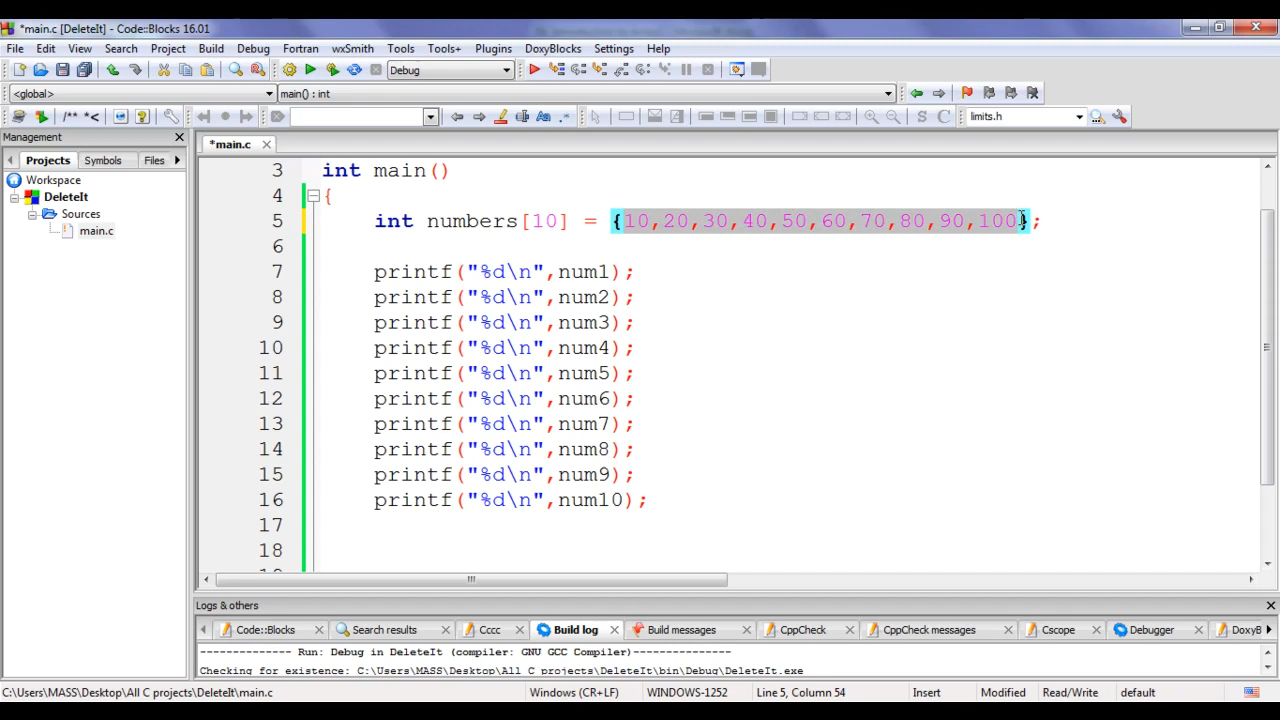 *main.c [DeleteIt] - Code::Blocks 16.01
File Edit View Search Project Build Debug Fortran wxSmith Tools Tools+ Plugins DoxyBlocks Settings Help
Debug
<global> main() : int
/** *< Aa .* S C limits.h
Management
Projects Symbols Files
*main.c
Workspace
DeleteIt
Sources
main.c
3 int main()
4 {
5 int numbers[10] = {10,20,30,40,50,60,70,80,90,100};
6
7 printf("%d\n",num1);
8 printf("%d\n",num2);
9 printf("%d\n",num3);
10 printf("%d\n",num4);
11 printf("%d\n",num5);
12 printf("%d\n",num6);
13 printf("%d\n",num7);
14 printf("%d\n",num8);
15 printf("%d\n",num9);
16 printf("%d\n",num10);
17
18
Logs & others
Code::Blocks Search results Cccc Build log Build messages CppCheck CppCheck messages Cscope Debugger DoxyB
-------------- Run: Debug in DeleteIt (compiler: GNU GCC Compiler)---------------
Checking for existence: C:\Users\MASS\Desktop\All C projects\DeleteIt\bin\Debug\DeleteIt.exe
C:\Users\MASS\Desktop\All C projects\DeleteIt\main.c Windows (CR+LF) WINDOWS-1252 Line 5, Column 54 Insert Modified Read/Write default